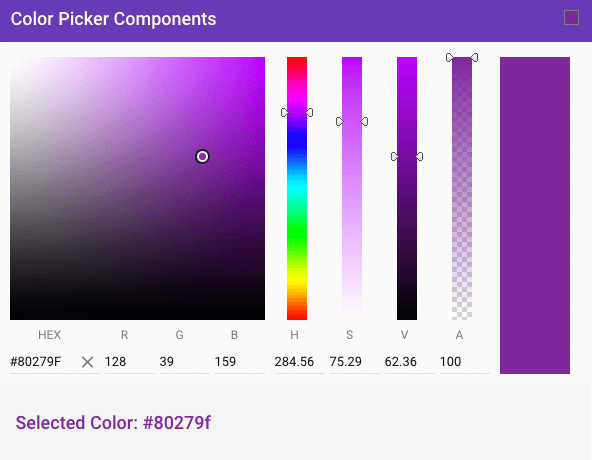 Color Picker Components
HEX R G B H S V A
#80279F 128 39 159 284.56 75.29 62.36 100
Selected Color: #80279f